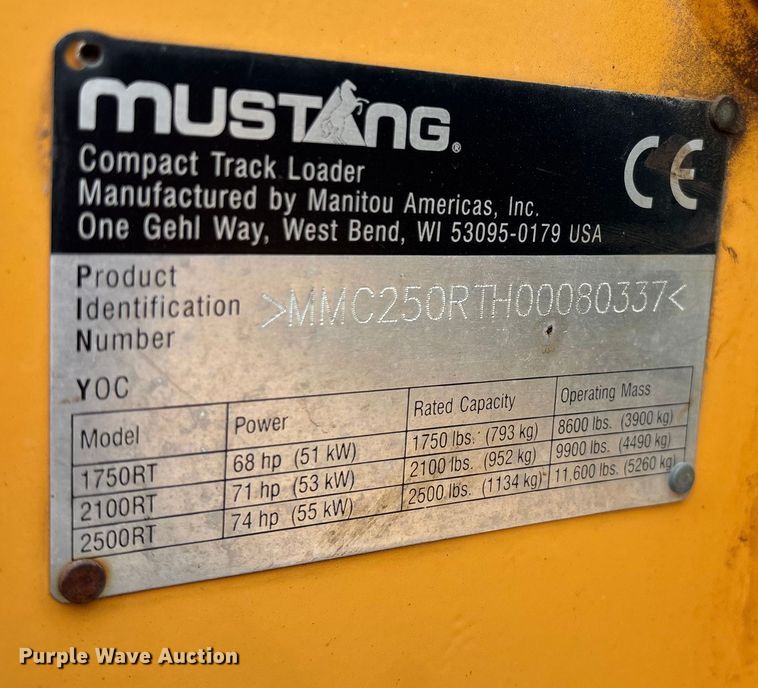 MUSTANG®
Compact Track Loader
Manufactured by Manitou Americas, Inc.
One Gehl Way, West Bend, WI 53095-0179 USA
CE
Product
Identification
Number
>MMC250RTH00080337<
YOC
Model Power Rated Capacity Operating Mass
1750RT 68 hp (51 kW) 1750 lbs. (793 kg) 8600 lbs. (3900 kg)
2100RT 71 hp (53 kW) 2100 lbs. (952 kg) 9900 lbs. (4490 kg)
2500RT 74 hp (55 kW) 2500 lbs. (1134 kg) 11,600 lbs. (5260 kg)
Purple Wave Auction